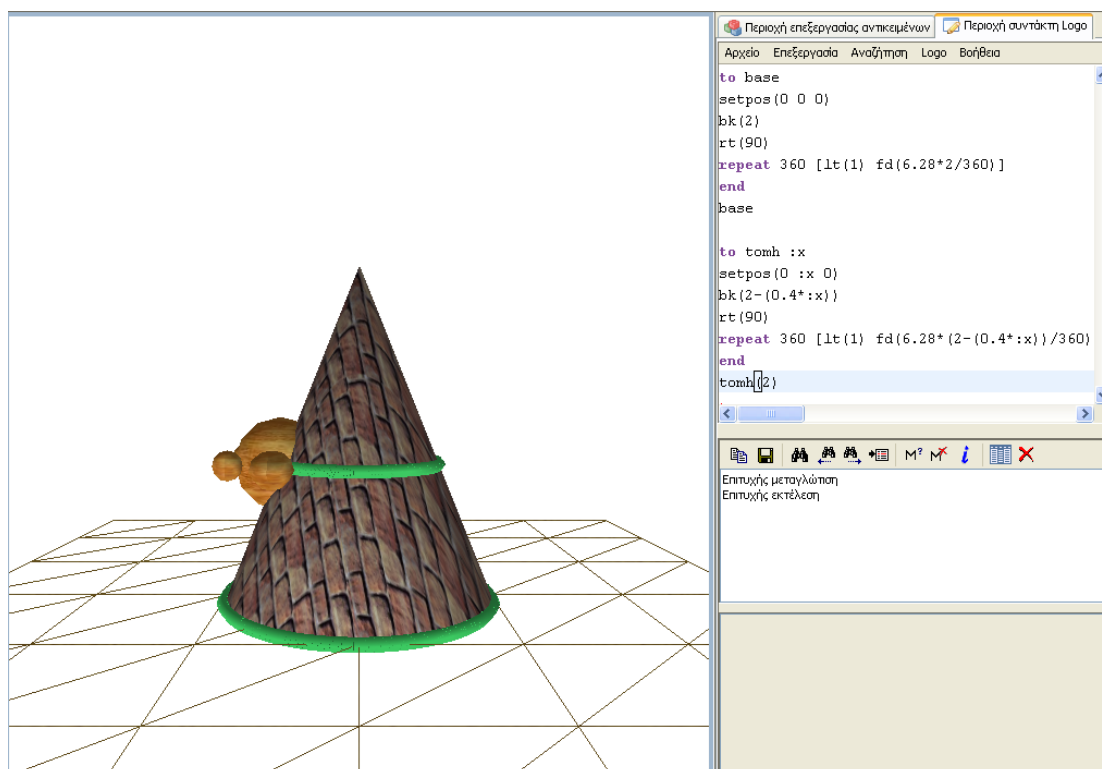 Περιοχή επεξεργασίας αντικειμένων Περιοχή συντάκτη Logo
Αρχείο Επεξεργασία Αναζήτηση Logo Βοήθεια
to base
setpos(0 0 0)
bk(2)
rt(90)
repeat 360 [lt(1) fd(6.28*2/360)]
end
base
to tomh :x
setpos(0 :x 0)
bk(2-(0.4*:x))
rt(90)
repeat 360 [lt(1) fd(6.28*(2-(0.4*:x))/360)
end
tomh(2)
M? M
i
Επιτυχής μεταγλώτιση
Επιτυχής εκτέλεση